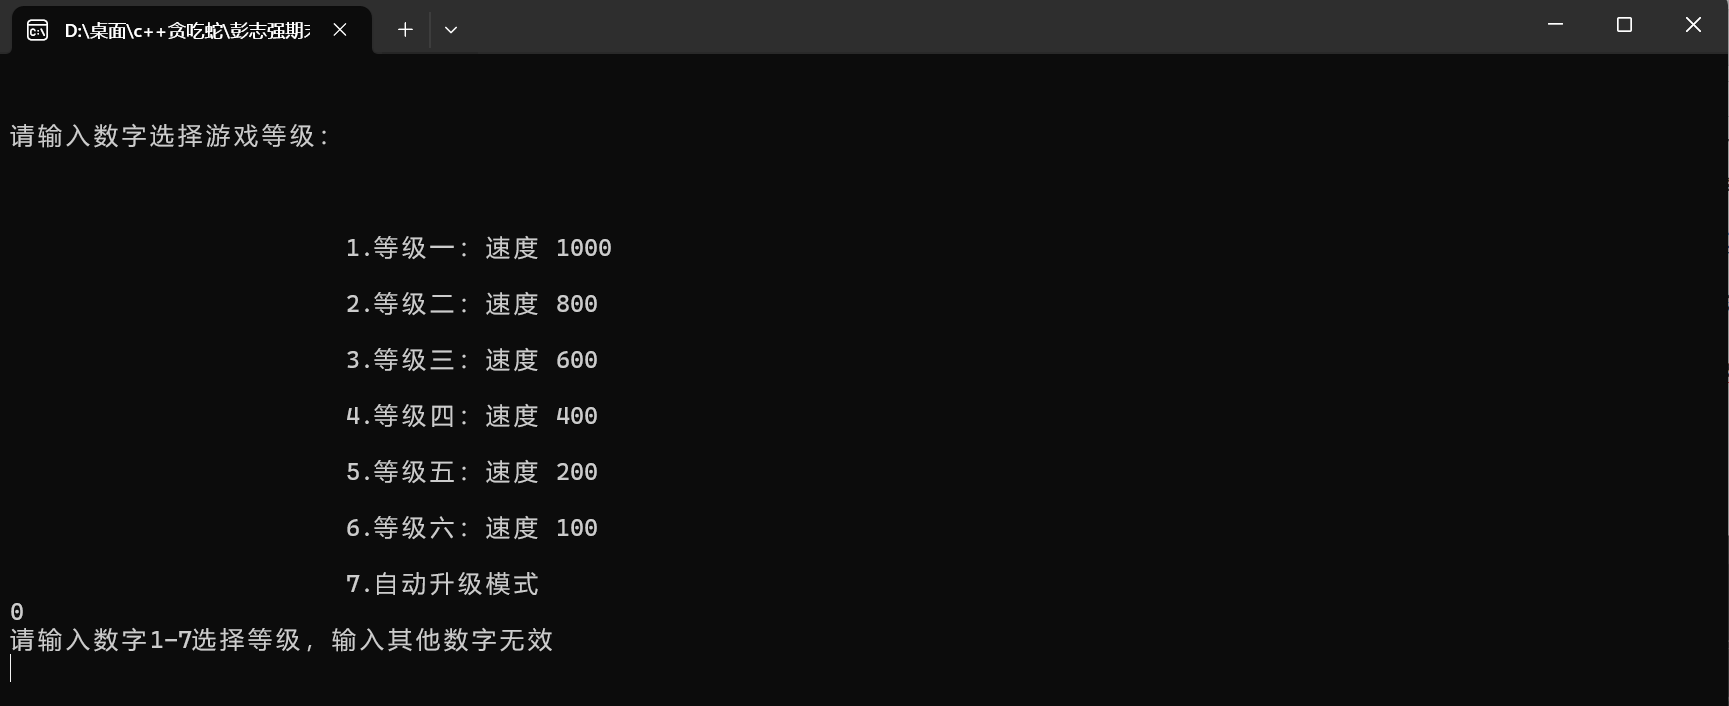 D:\桌面\c++贪吃蛇\彭志强期
请输入数字选择游戏等级：
1.等级一：速度 1000
2.等级二：速度 800
3.等级三：速度 600
4.等级四：速度 400
5.等级五：速度 200
6.等级六：速度 100
7.自动升级模式
0
请输入数字1-7选择等级，输入其他数字无效